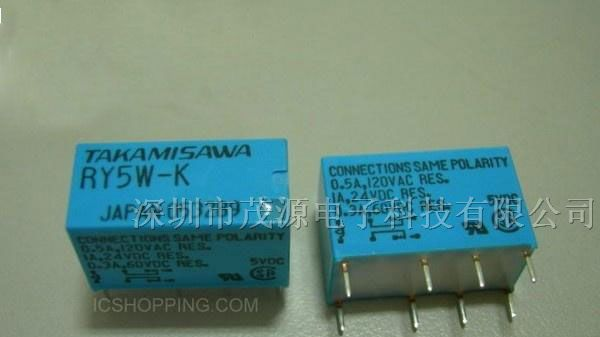 TAKAMISAWA
RY5W-K
JAPAN
CONNECTIONS SAME POLARITY
0.5A,120VAC RES.
1A,24VDC RES.
0.3A,60VDC RES.
5VDC
CONNECTIONS SAME POLARITY
0.5A,120VAC RES.
1A,24VDC RES.
5VDC
深圳市茂源电子科技有限公司
ICSHOPPING.COM